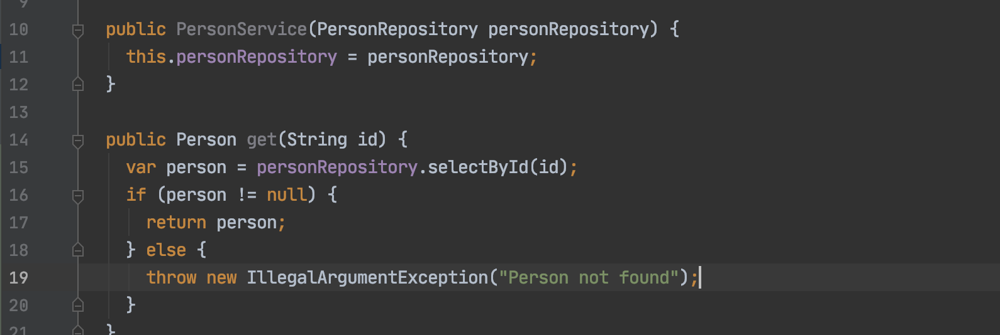 9
10 public PersonService(PersonRepository personRepository) {
11 this.personRepository = personRepository;
12 }
13
14 public Person get(String id) {
15 var person = personRepository.selectById(id);
16 if (person != null) {
17 return person;
18 } else {
19 throw new IllegalArgumentException("Person not found");
20 }
21 }